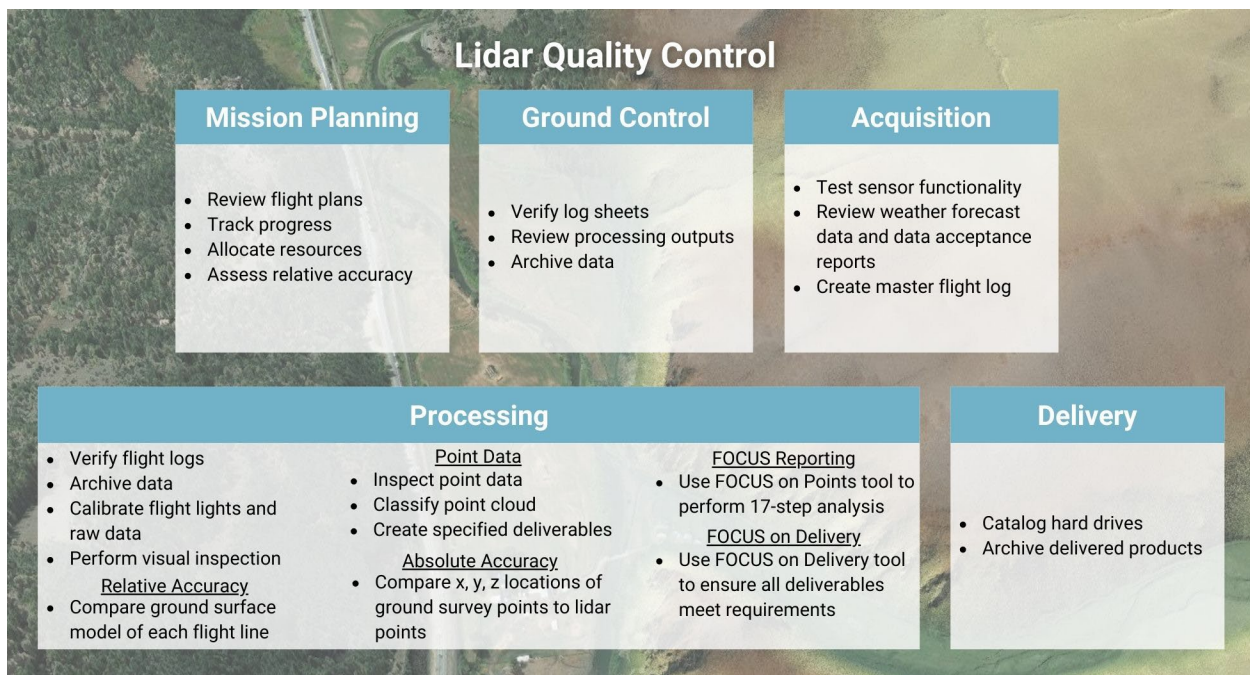 Lidar Quality Control
Mission Planning
• Review flight plans
• Track progress
• Allocate resources
• Assess relative accuracy
Ground Control
• Verify log sheets
• Review processing outputs
• Archive data
Acquisition
• Test sensor functionality
• Review weather forecast
data and data acceptance
reports
• Create master flight log
Processing
• Verify flight logs
• Archive data
• Calibrate flight lights and
raw data
• Perform visual inspection
Relative Accuracy
• Compare ground surface
model of each flight line
Point Data
• Inspect point data
• Classify point cloud
• Create specified deliverables
Absolute Accuracy
• Compare x, y, z locations of
ground survey points to lidar
points
FOCUS Reporting
• Use FOCUS on Points tool to
perform 17-step analysis
FOCUS on Delivery
• Use FOCUS on Delivery tool
to ensure all deliverables
meet requirements
Delivery
• Catalog hard drives
• Archive delivered products